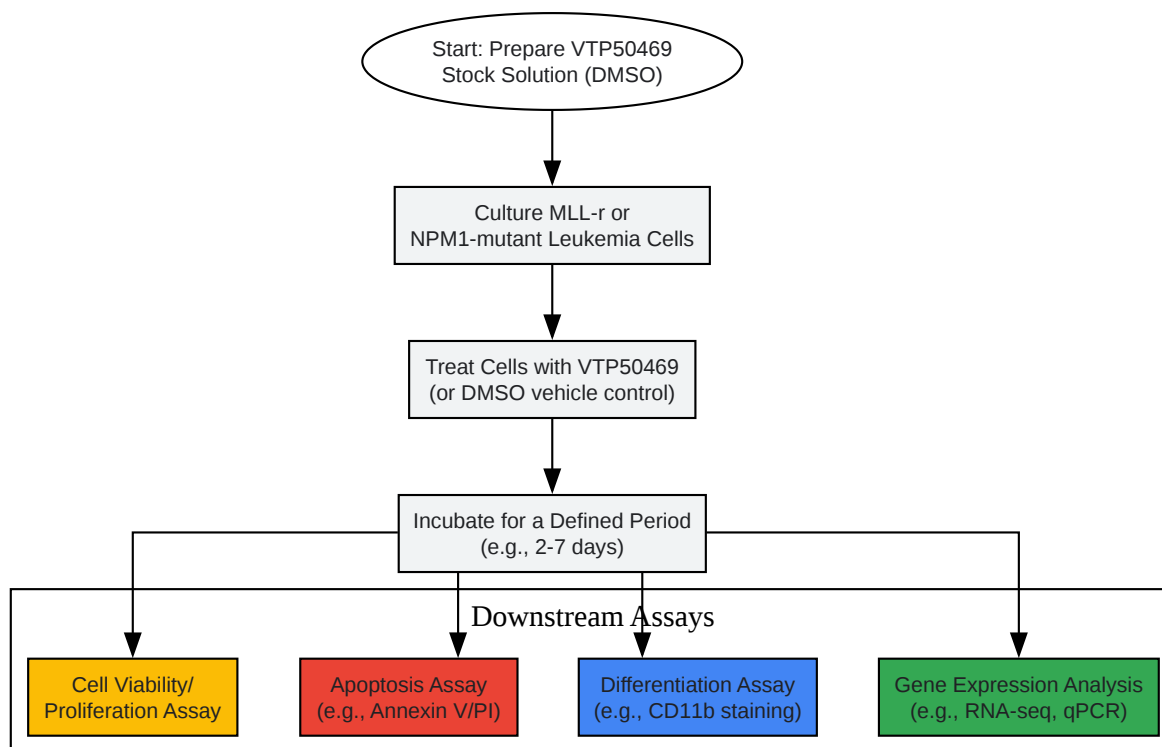 Start: Prepare VTP50469
Stock Solution (DMSO)
Culture MLL-r or
NPM1-mutant Leukemia Cells
Treat Cells with VTP50469
(or DMSO vehicle control)
Incubate for a Defined Period
(e.g., 2-7 days)
Downstream Assays
Cell Viability/
Proliferation Assay
Apoptosis Assay
(e.g., Annexin V/PI)
Differentiation Assay
(e.g., CD11b staining)
Gene Expression Analysis
(e.g., RNA-seq, qPCR)